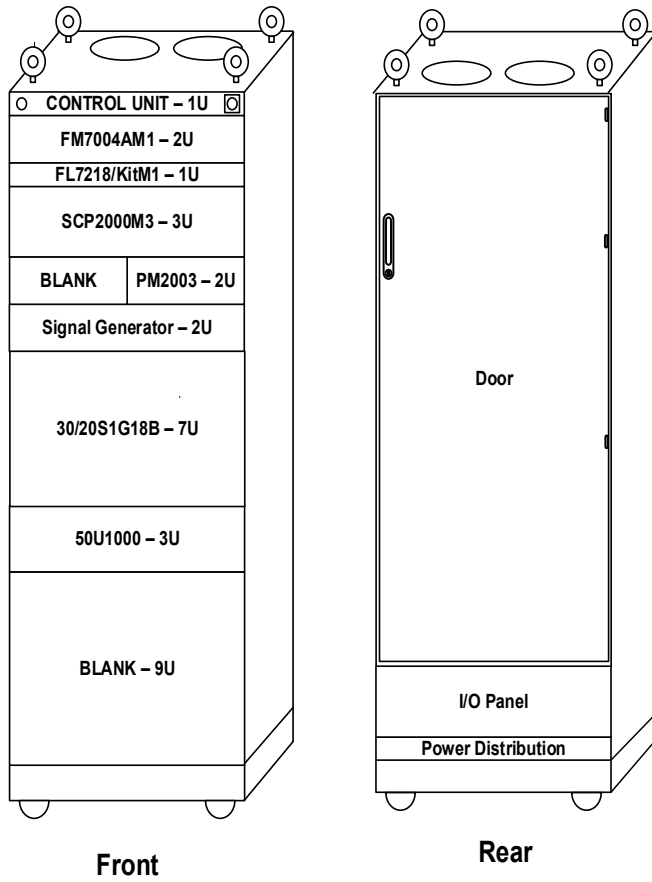 CONTROL UNIT – 1U
FM7004AM1 – 2U
FL7218/KitM1 – 1U
SCP2000M3 – 3U
BLANK
PM2003 – 2U
Signal Generator – 2U
30/20S1G18B – 7U
50U1000 – 3U
BLANK – 9U
Front
Door
I/O Panel
Power Distribution
Rear